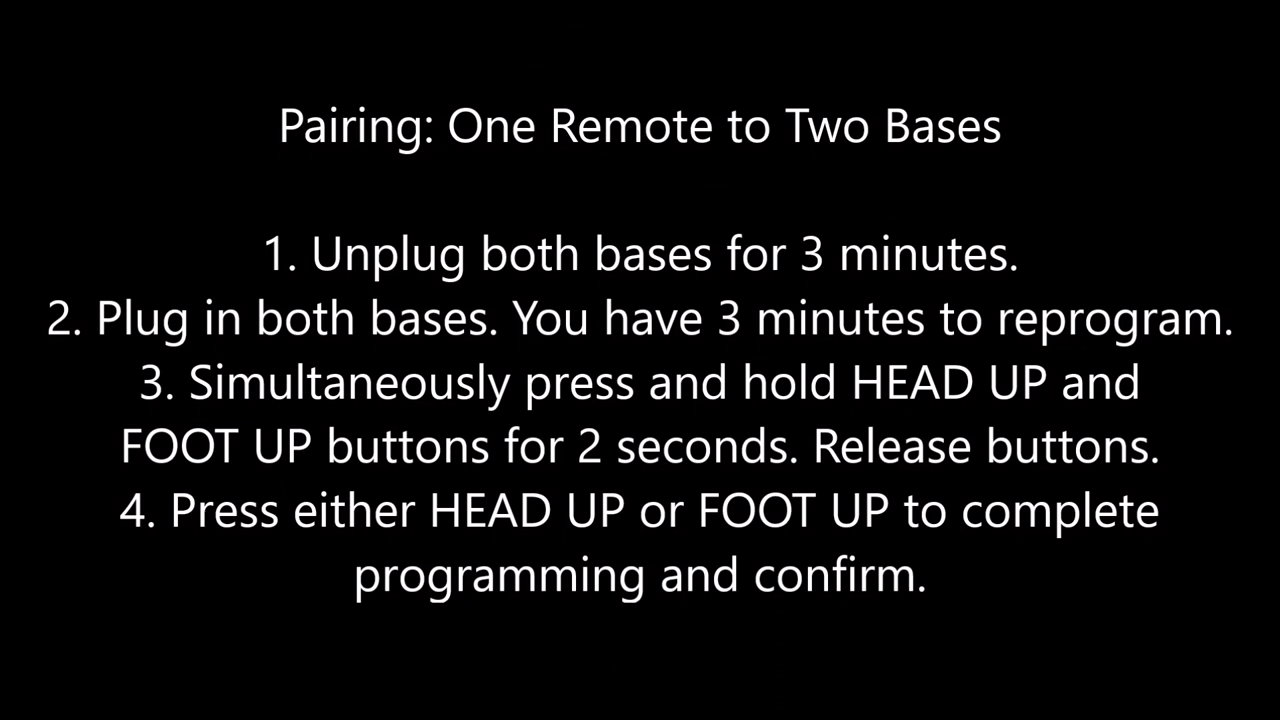 Pairing: One Remote to Two Bases
1. Unplug both bases for 3 minutes.
2. Plug in both bases. You have 3 minutes to reprogram.
3. Simultaneously press and hold HEAD UP and
FOOT UP buttons for 2 seconds. Release buttons.
4. Press either HEAD UP or FOOT UP to complete
programming and confirm.